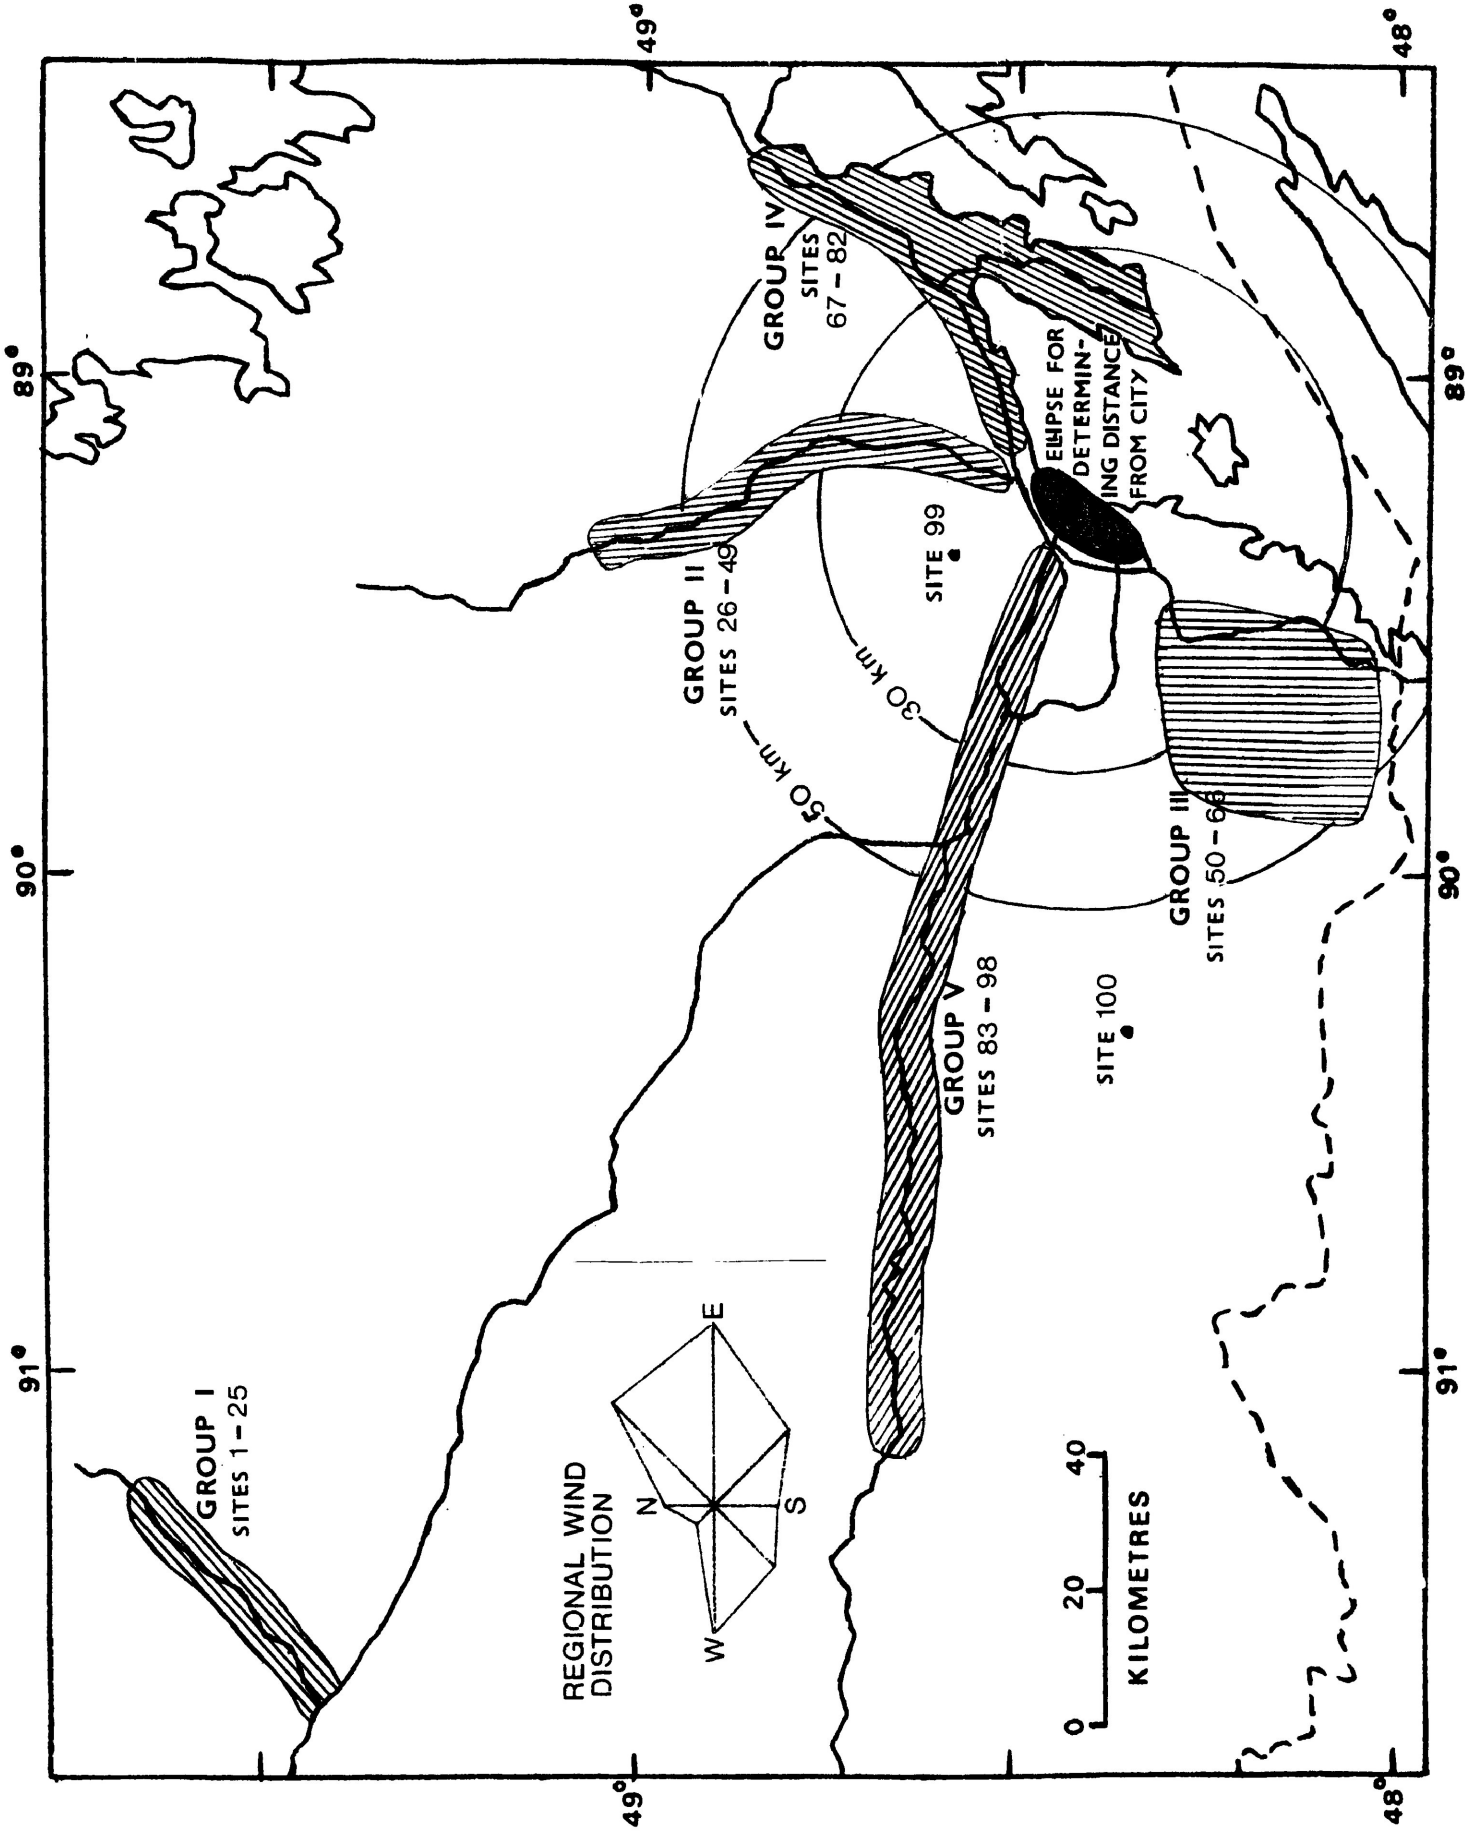 91°
90°
89°
GROUP I
SITES 1-25
49°
49°
REGIONAL WIND
DISTRIBUTION
N
W
E
S
GROUP II
SITES 26-49
50 km
30 km
GROUP IV
SITES
67-82
SITE 99
GROUP V
SITES 83-98
ELLIPSE FOR
DETERMIN-
ING DISTANCE
FROM CITY
SITE 100
0 20 40
KILOMETRES
GROUP III
SITES 50-66
48°
48°
91°
90°
89°